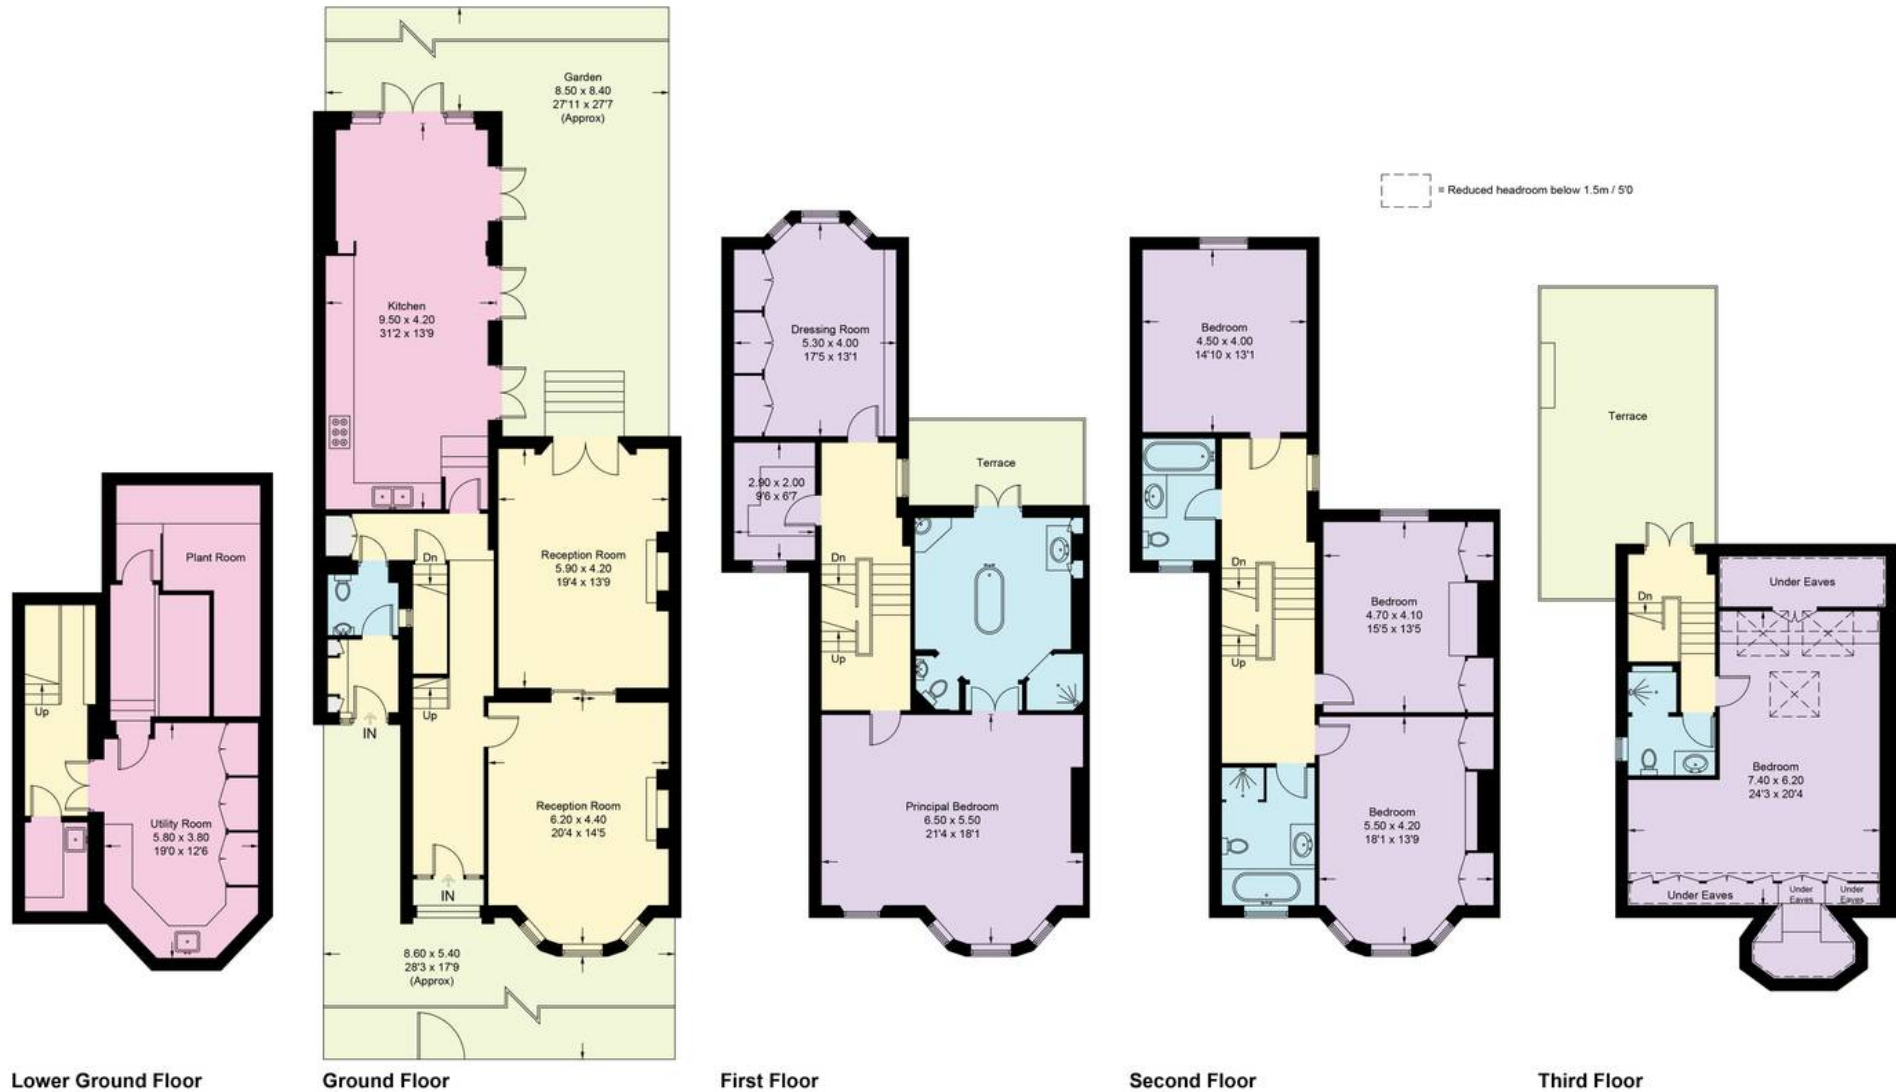 Lower Ground Floor
Up
Plant Room
Utility Room
5.80 x 3.80
19'0 x 12'6
Ground Floor
Garden
8.50 x 8.40
27'11 x 27'7
(Approx)
Kitchen
9.50 x 4.20
31'2 x 13'9
Dn
Reception Room
5.90 x 4.20
19'4 x 13'9
Up
IN
Reception Room
6.20 x 4.40
20'4 x 14'5
IN
8.60 x 5.40
28'3 x 17'9
(Approx)
First Floor
Dressing Room
5.30 x 4.00
17'5 x 13'1
2.90 x 2.00
9'6 x 6'7
Terrace
Dn
Up
Principal Bedroom
6.50 x 5.50
21'4 x 18'1
Second Floor
Bedroom
4.50 x 4.00
14'10 x 13'1
Dn
Up
Bedroom
4.70 x 4.10
15'5 x 13'5
Bedroom
5.50 x 4.20
18'1 x 13'9
= Reduced headroom below 1.5m / 5'0
Third Floor
Terrace
Under Eaves
Dn
Bedroom
7.40 x 6.20
24'3 x 20'4
Under Eaves
Under
Eaves
Under
Eaves